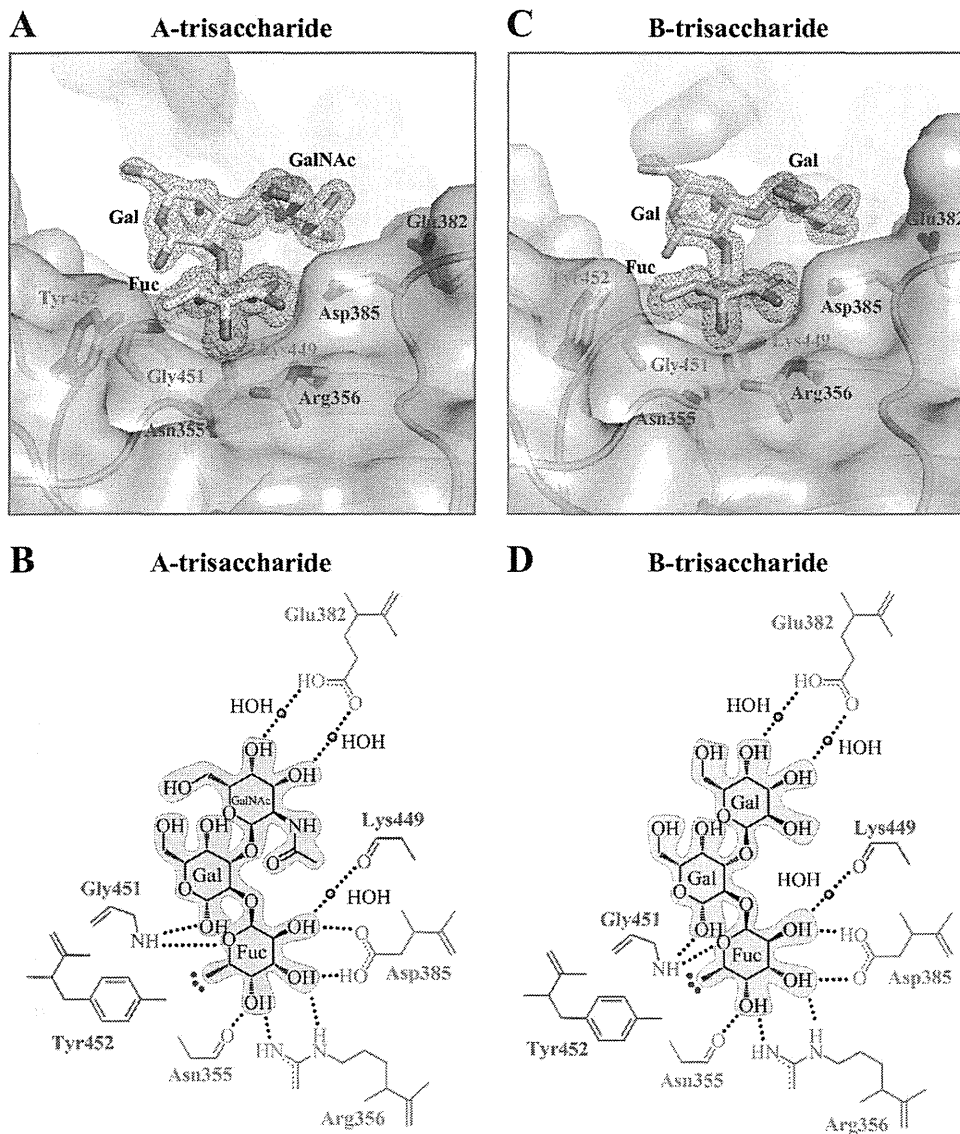 A A-trisaccharide
C B-trisaccharide
GalNAc
Gal
Fuc
Glu382
Asp385
Tyr452
Lys449
Gly451
Arg356
Asn355
Gal
Gal
Fuc
Glu382
Asp385
Lys449
Gly451
Arg356
Asn355
B A-trisaccharide
D B-trisaccharide
Glu382
HO
O
HOH
HOH
OH
OH
HO
O
GalNAc
NH
O
OH
OH
O
Gal
O
O
Lys449
O
HOH
Gly451
NH
OH
O
Fuc
OH
O
HO
Asp385
OH
OH
Tyr452
O
Asn355
HN
H
N
Arg356
Glu382
HO
O
HOH
HOH
OH
OH
OH
O
Gal
OH
OH
OH
O
Gal
O
O
Lys449
O
HOH
Gly451
NH
OH
O
Fuc
OH
HO
O
Asp385
OH
OH
Tyr452
O
Asn355
HN
H
N
Arg356